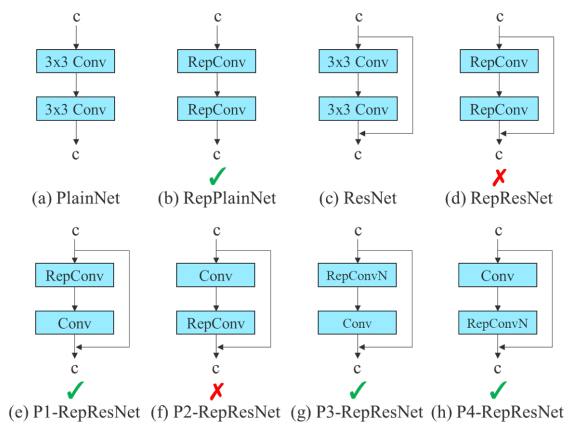 c c c c
3x3 Conv RepConv 3x3 Conv RepConv
3x3 Conv RepConv 3x3 Conv RepConv
c c c c
(a) PlainNet (b) RepPlainNet (c) ResNet (d) RepResNet
c c c c
RepConv Conv RepConvN Conv
Conv RepConv Conv RepConvN
c c c c
(e) P1-RepResNet (f) P2-RepResNet (g) P3-RepResNet (h) P4-RepResNet